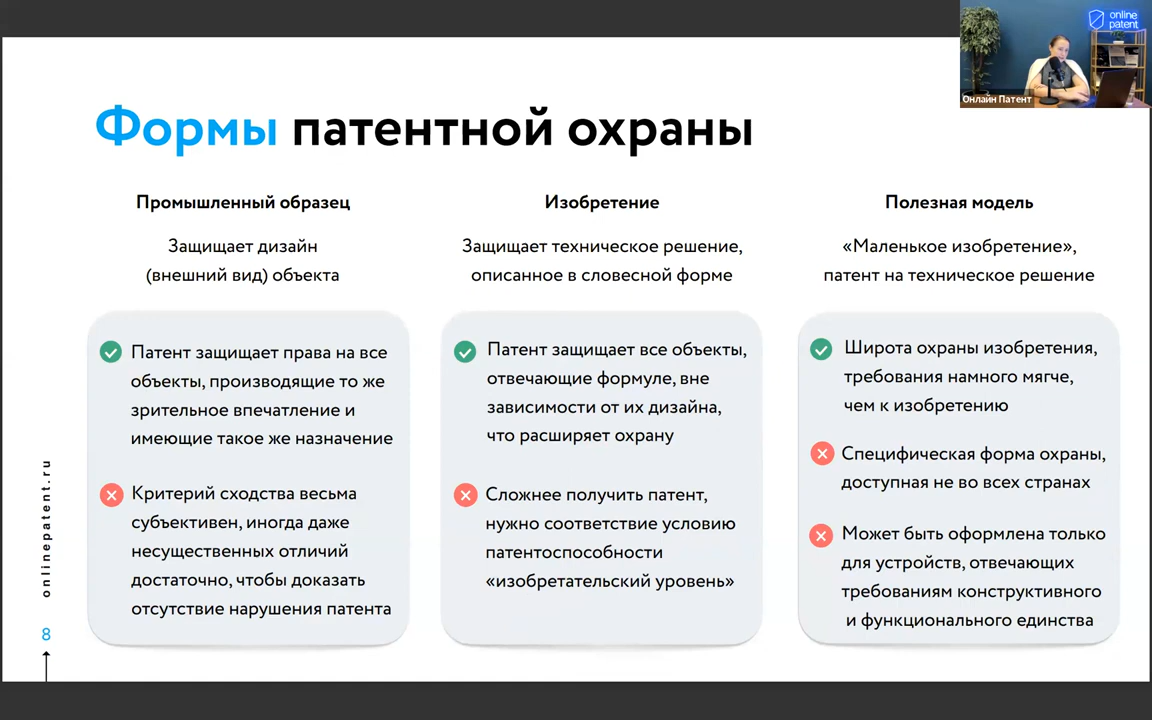 online
patent
Онлайн Патент
Формы патентной охраны
Промышленный образец
Защищает дизайн
(внешний вид) объекта
Патент защищает права на все
объекты, производящие то же
зрительное впечатление и
имеющие такое же назначение
Критерий сходства весьма
субъективен, иногда даже
несущественных отличий
достаточно, чтобы доказать
отсутствие нарушения патента
Изобретение
Защищает техническое решение,
описанное в словесной форме
Патент защищает все объекты,
отвечающие формуле, вне
зависимости от их дизайна,
что расширяет охрану
Сложнее получить патент,
нужно соответствие условию
патентоспособности
«изобретательский уровень»
Полезная модель
«Маленькое изобретение»,
патент на техническое решение
Широта охраны изобретения,
требования намного мягче,
чем к изобретению
Специфическая форма охраны,
доступная не во всех странах
Может быть оформлена только
для устройств, отвечающих
требованиям конструктивного
и функционального единства
onlinepatent.ru
8